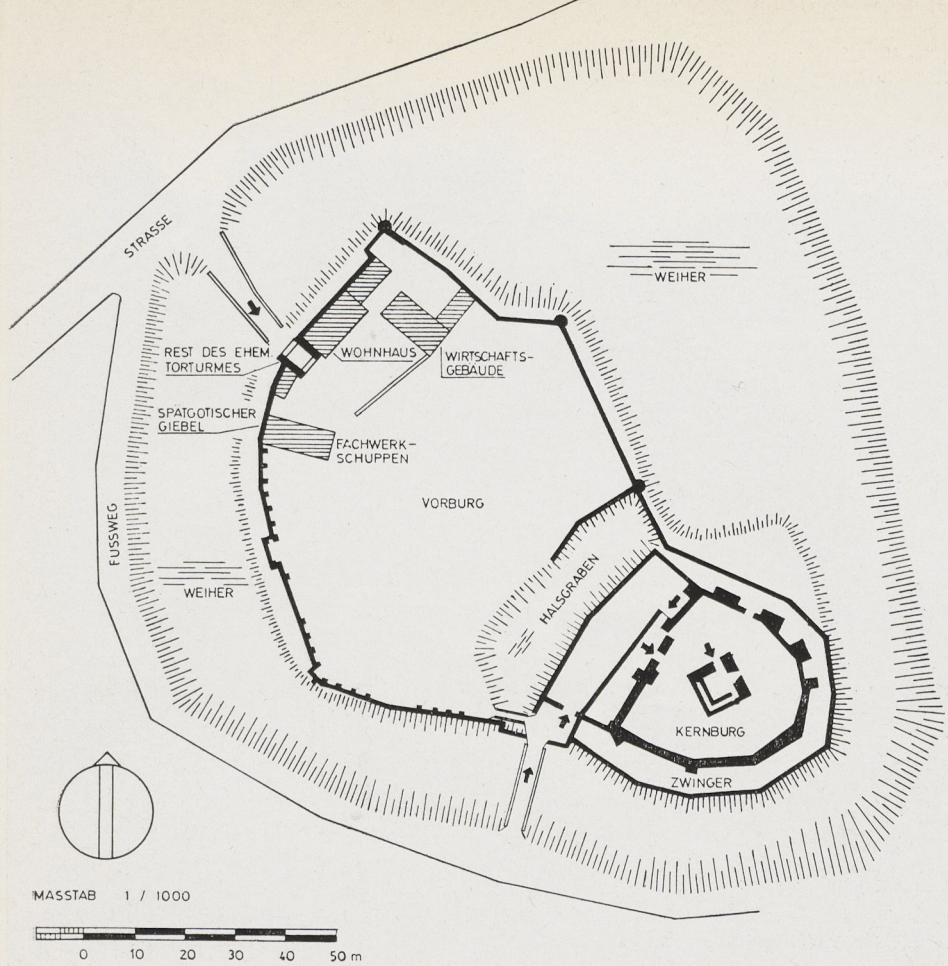 STRASSE
WEIHER
REST DES EHEM.
TORTURMES
WOHNHAUS
WIRTSCHAFTS-
GEBÄUDE
SPÄTGOTISCHER
GIEBEL
FACHWERK-
SCHUPPEN
VORBURG
FUSSWEG
WEIHER
HALSGRABEN
KERNBURG
ZWINGER
MASSTAB 1 / 1000
0 10 20 30 40 50 m